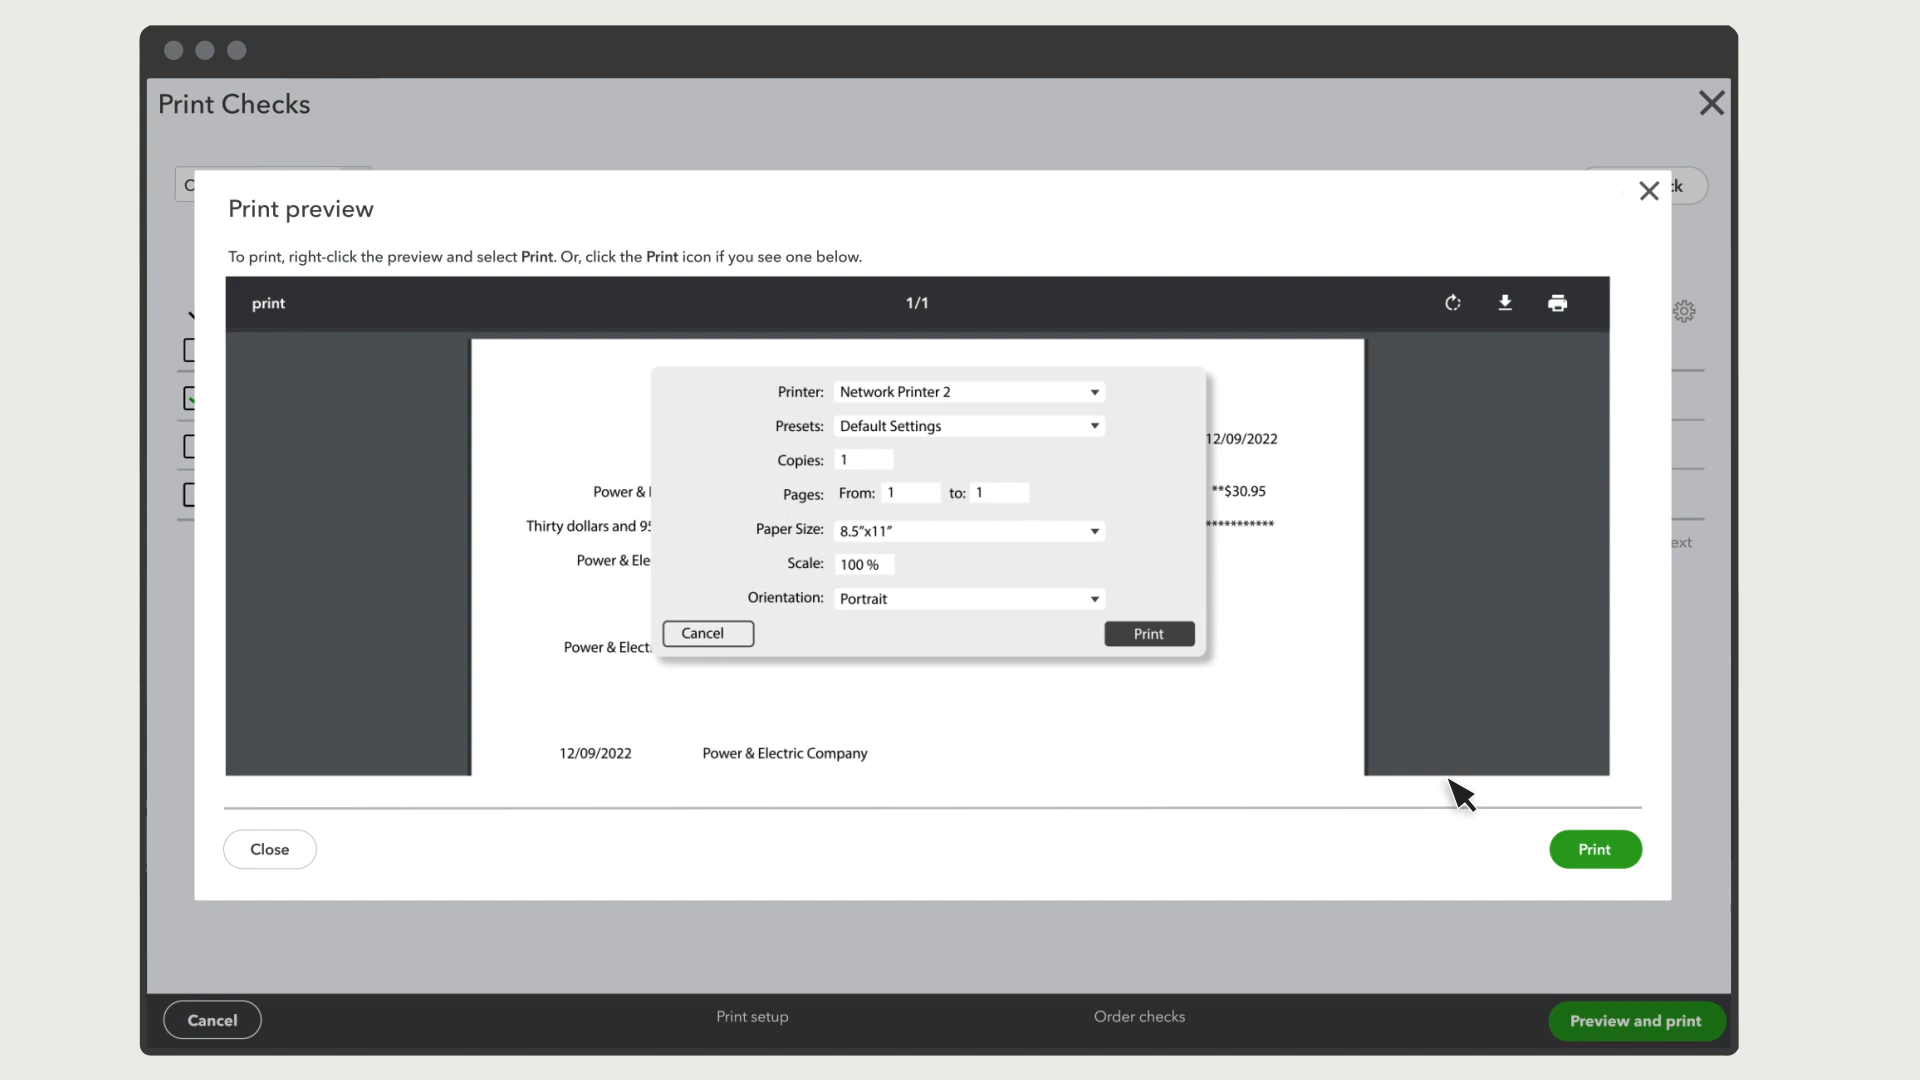 Print Checks
Print preview
To print, right-click the preview and select Print. Or, click the Print icon if you see one below.
print
1/1
Printer: Network Printer 2
Presets: Default Settings
12/09/2022
Copies: 1
Power &
Pages: From: 1 to: 1
**$30.95
Thirty dollars and
Paper Size: 8.5"x11"
***********
Power &
Scale: 100 %
Orientation: Portrait
Cancel
Print
Power &
12/09/2022
Power & Electric Company
Close
Print
Cancel
Print setup
Order checks
Preview and print